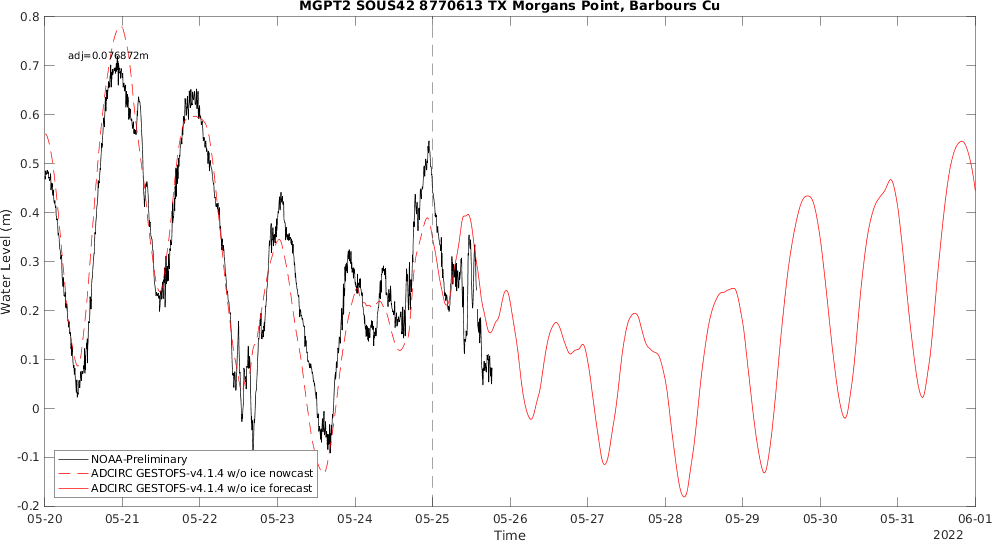 MGPT2 SOUS42 8770613 TX Morgans Point, Barbours Cu
adj=0.076872m
Water Level (m)
0.8
0.7
0.6
0.5
0.4
0.3
0.2
0.1
0
-0.1
-0.2
NOAA-Preliminary
ADCIRC GESTOFS-v4.1.4 w/o ice nowcast
ADCIRC GESTOFS-v4.1.4 w/o ice forecast
05-20 05-21 05-22 05-23 05-24 05-25 05-26 05-27 05-28 05-29 05-30 05-31 06-01
Time
2022